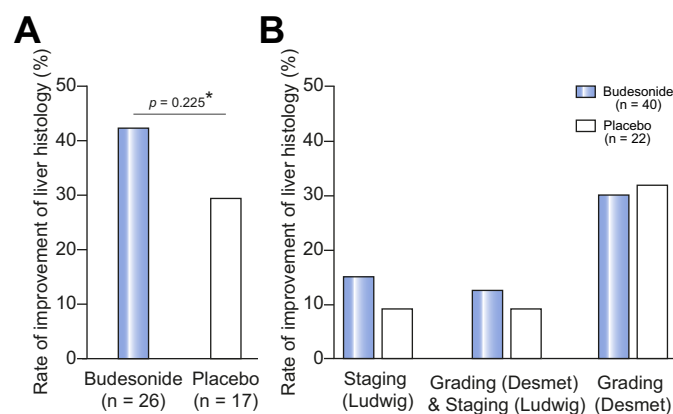 A
Rate of improvement of liver histology (%)
50
40
30
20
10
0
p = 0.225*
Budesonide
(n = 26)
Placebo
(n = 17)
B
Rate of improvement of liver histology (%)
50
40
30
20
10
0
Budesonide
(n = 40)
Placebo
(n = 22)
Staging
(Ludwig)
Grading (Desmet)
& Staging (Ludwig)
Grading
(Desmet)